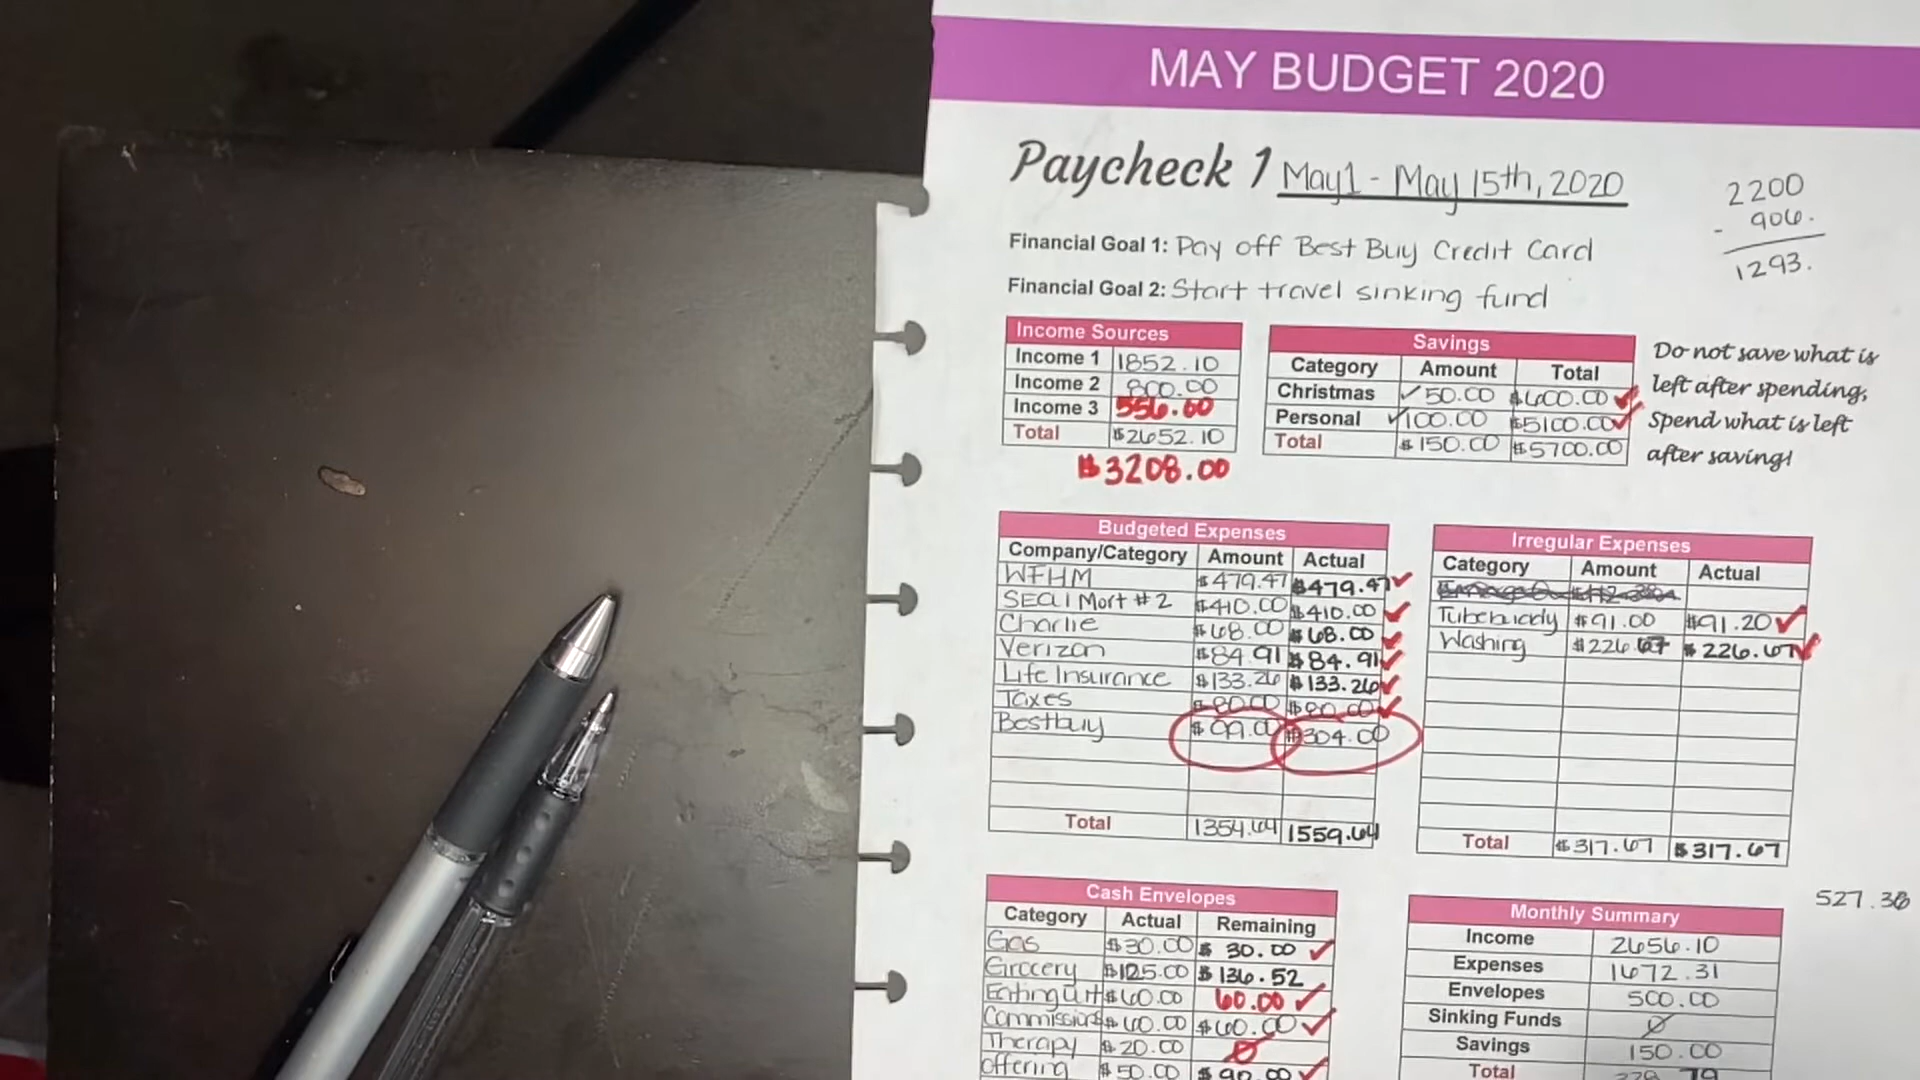 MAY BUDGET 2020
Paycheck 1 May 1 - May 15th, 2020
2200
- 906.
1293.
Financial Goal 1: Pay off Best Buy Credit Card
Financial Goal 2: Start travel sinking fund
Income Sources
Income 1 1852.10
Income 2 800.00
Income 3 556.00
Total $2652.10
$3208.00
Savings
Category Amount Total
Christmas ✓50.00 $600.00 ✓
Personal ✓100.00 $5100.00 ✓
Total $150.00 $5700.00
Do not save what is
left after spending,
Spend what is left
after saving!
Budgeted Expenses
Company/Category Amount Actual
WFHM $479.47 $479.47 ✓
SECU Mort #2 $410.00 $410.00 ✓
Charlie $68.00 $68.00 ✓
Verizon $84.91 $84.91 ✓
Life Insurance $133.26 $133.26 ✓
Taxes $80.00 $80.00 ✓
Bestbuy $99.00 $304.00
Total 1354.64 1559.64
Irregular Expenses
Category Amount Actual
Tubebuddy $91.00 $91.20 ✓
Washing $226.67 $226.67 ✓
Total $317.67 $317.67
Cash Envelopes
Category Actual Remaining
Gas $30.00 $30.00 ✓
Grocery $125.00 $136.52
Eating Out $60.00 60.00 ✓
Commissions $60.00 $60.00 ✓
Therapy $20.00 Ø
Offering $50.00 $90.00 ✓
527.36
Monthly Summary
Income 2656.10
Expenses 1672.31
Envelopes 500.00
Sinking Funds Ø
Savings 150.00
Total